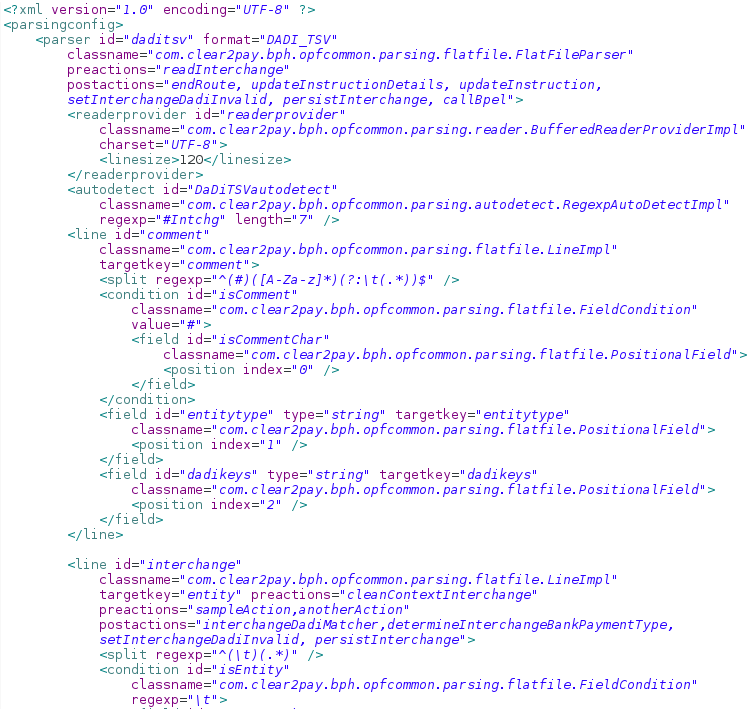 <?xml version="1.0" encoding="UTF-8" ?>
<parsingconfig>
    <parser id="daditsv" format="DADI_TSV"
        classname="com.clear2pay.bph.opfcommon.parsing.flatfile.FlatFileParser"
        preactions="readInterchange"
        postactions="endRoute, updateInstructionDetails, updateInstruction,
        setInterchangeDadiInvalid, persistInterchange, callBpel">
        <readerprovider id="readerprovider"
            classname="com.clear2pay.bph.opfcommon.parsing.reader.BufferedReaderProviderImpl"
            charset="UTF-8">
            <linesize>120</linesize>
        </readerprovider>
        <autodetect id="DaDiTSVautodetect"
            classname="com.clear2pay.bph.opfcommon.parsing.autodetect.RegexpAutoDetectImpl"
            regexp="#Intchg" length="7" />
        <line id="comment"
            classname="com.clear2pay.bph.opfcommon.parsing.flatfile.LineImpl"
            targetkey="comment">
            <split regexp="^(#)([A-Za-z]*)(?:\t(.*))$" />
            <condition id="isComment"
                classname="com.clear2pay.bph.opfcommon.parsing.flatfile.FieldCondition"
                value="#">
                <field id="isCommentChar"
                    classname="com.clear2pay.bph.opfcommon.parsing.flatfile.PositionalField">
                    <position index="0" />
                </field>
            </condition>
            <field id="entitytype" type="string" targetkey="entitytype"
                classname="com.clear2pay.bph.opfcommon.parsing.flatfile.PositionalField">
                <position index="1" />
            </field>
            <field id="dadikeys" type="string" targetkey="dadikeys"
                classname="com.clear2pay.bph.opfcommon.parsing.flatfile.PositionalField">
                <position index="2" />
            </field>
        </line>

        <line id="interchange"
            classname="com.clear2pay.bph.opfcommon.parsing.flatfile.LineImpl"
            targetkey="entity" preactions="cleanContextInterchange"
            preactions="sampleAction,anotherAction"
            postactions="interchangeDadiMatcher,determineInterchangeBankPaymentType,
            setInterchangeDadiInvalid, persistInterchange">
            <split regexp="^(\t)(.*)" />
            <condition id="isEntity"
                classname="com.clear2pay.bph.opfcommon.parsing.flatfile.FieldCondition"
                regexp="\t">